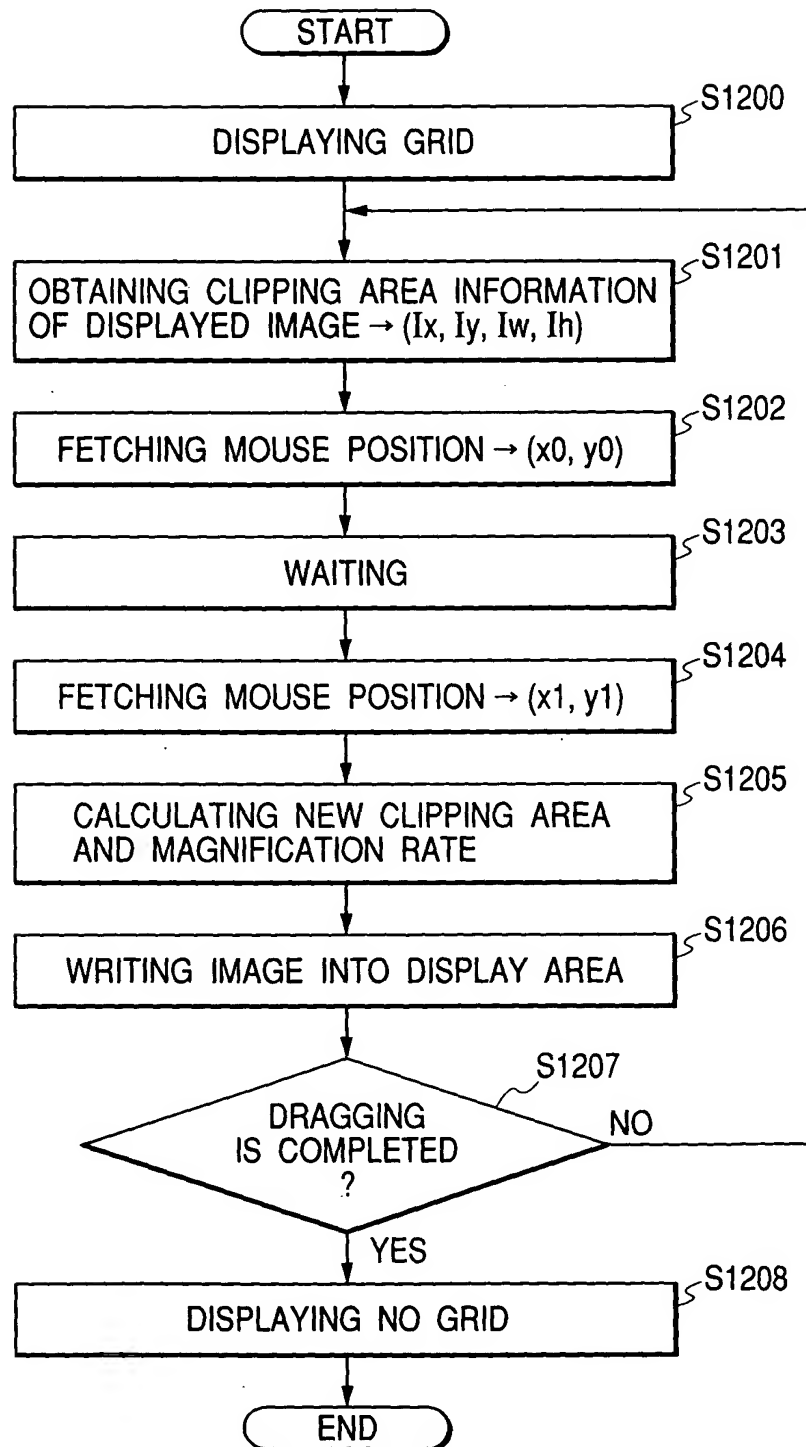 START
S1200
DISPLAYING GRID
S1201
OBTAINING CLIPPING AREA INFORMATION
OF DISPLAYED IMAGE → (Ix, Iy, Iw, Ih)
S1202
FETCHING MOUSE POSITION → (x0, y0)
S1203
WAITING
S1204
FETCHING MOUSE POSITION → (x1, y1)
S1205
CALCULATING NEW CLIPPING AREA
AND MAGNIFICATION RATE
S1206
WRITING IMAGE INTO DISPLAY AREA
S1207
DRAGGING
IS COMPLETED
?
NO
YES
S1208
DISPLAYING NO GRID
END